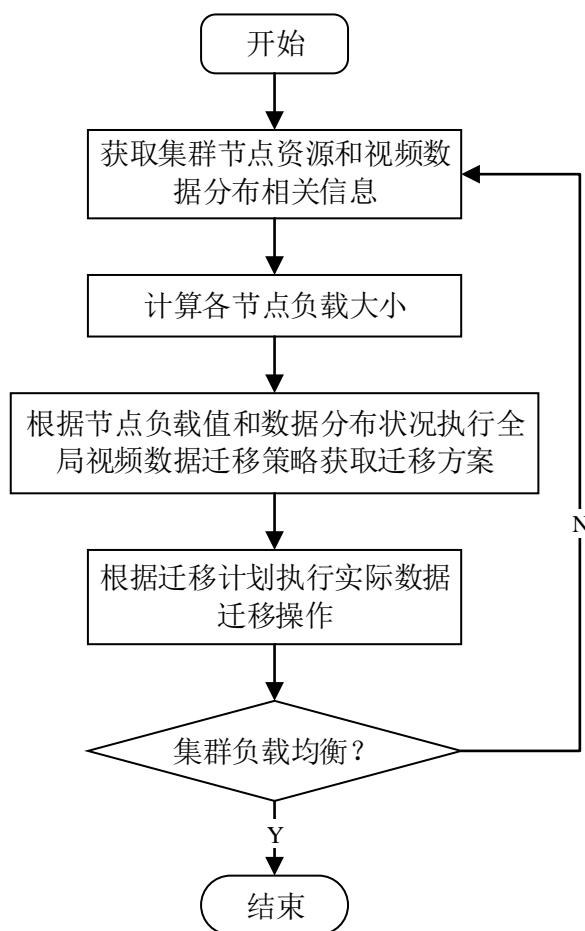 开始
获取集群节点资源和视频数
据分布相关信息
计算各节点负载大小
根据节点负载值和数据分布状况执行全
局视频数据迁移策略获取迁移方案
N
根据迁移计划执行实际数据
迁移操作
集群负载均衡？
Y
结束